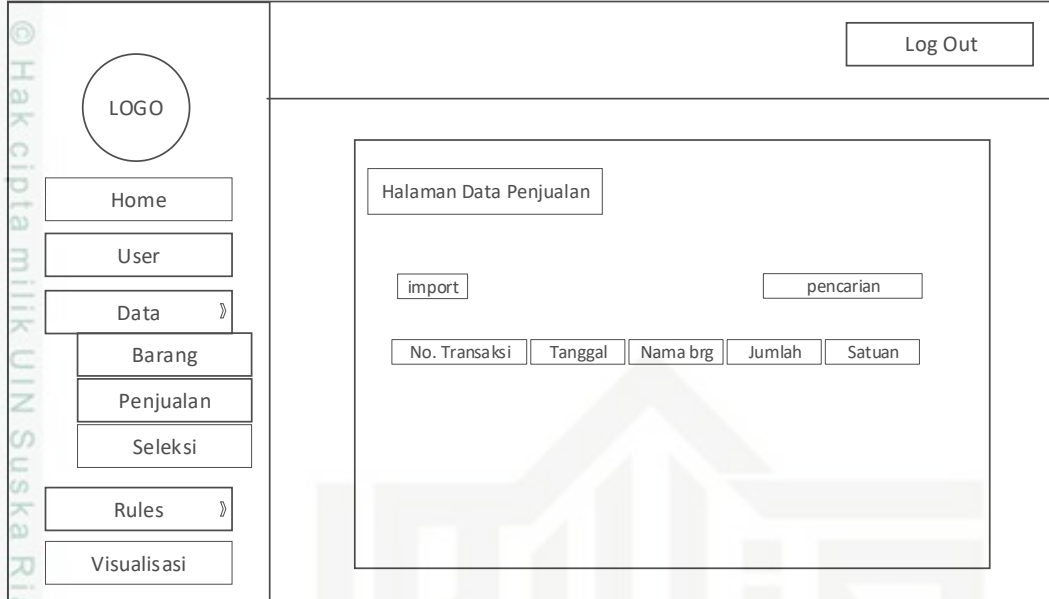 © Hak cipta milik UIN Suska
Log Out
LOGO
Home
User
Data 》
Barang
Penjualan
Seleksi
Rules 》
Visualisasi
Halaman Data Penjualan
import
pencarian
No. Transaksi Tanggal Nama brg Jumlah Satuan